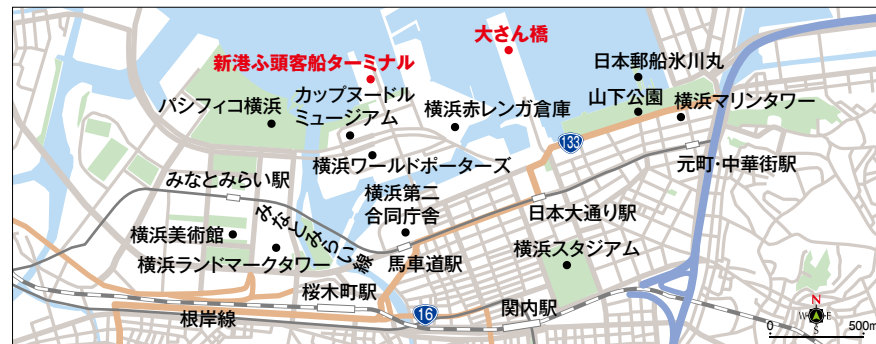 大さん橋
新港ふ頭客船ターミナル
日本郵船氷川丸
パシフィコ横浜
カップヌードル
ミュージアム
横浜赤レンガ倉庫
山下公園
横浜マリンタワー
133
横浜ワールドポーターズ
元町・中華街駅
みなとみらい駅
横浜第二
合同庁舎
みなとみらい線
日本大通り駅
横浜美術館
横浜ランドマークタワー
馬車道駅
横浜スタジアム
桜木町駅
根岸線
16
関内駅
N
W E
S
0 500m